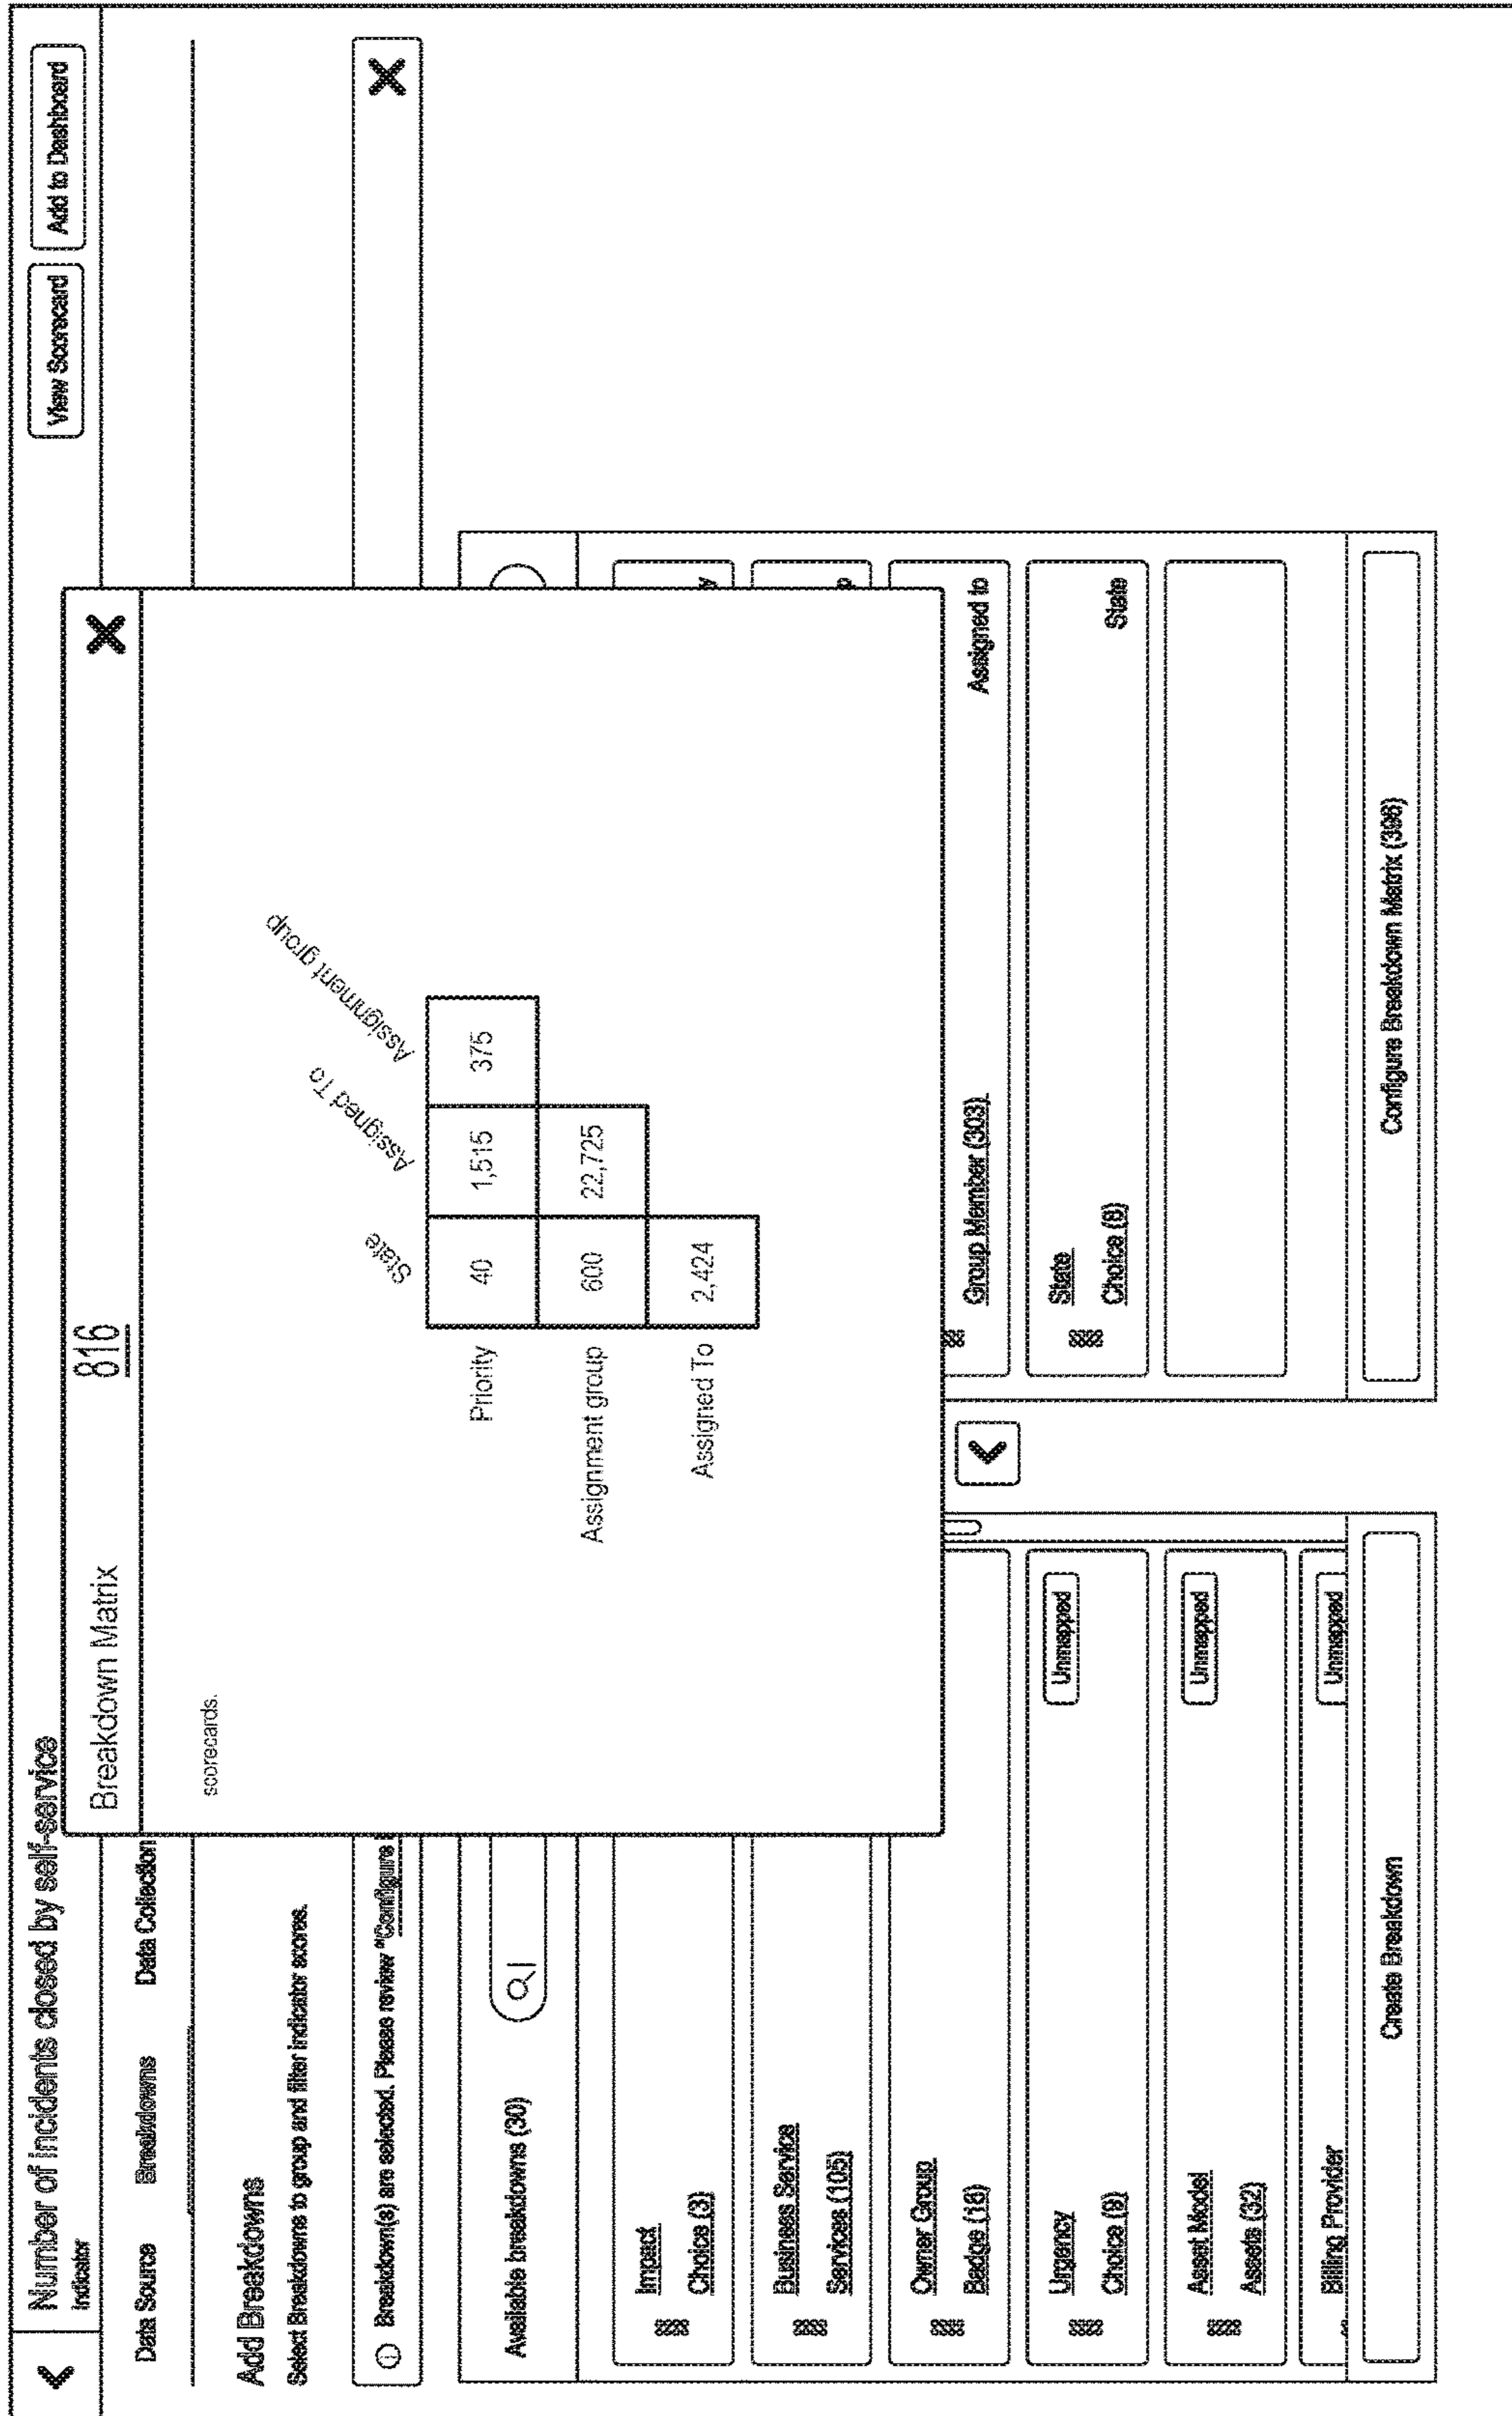 Number of incidents closed by self-service
Indicator
View Scorecard
Add to Dashboard
Data Source
Breakdowns
Data Collection
Add Breakdowns
Select Breakdowns to group and filter indicator scores.
Breakdown(s) are selected. Please review "Configure
Available breakdowns (30)
Impact
Choice (3)
Business Service
Services (105)
Owner Group
Badge (18)
Urgency
Choice (9)
Unmapped
Asset Model
Assets (32)
Unmapped
Billing Provider
Unmapped
Create Breakdown
Breakdown Matrix
816
scorecards.
State
Assigned To
Assignment group
Priority
40
1,515
375
Assignment group
600
22,725
Assigned To
2,424
y
p
Group Member (303)
Assigned to
State
Choice (8)
State
Configure Breakdown Matrix (396)